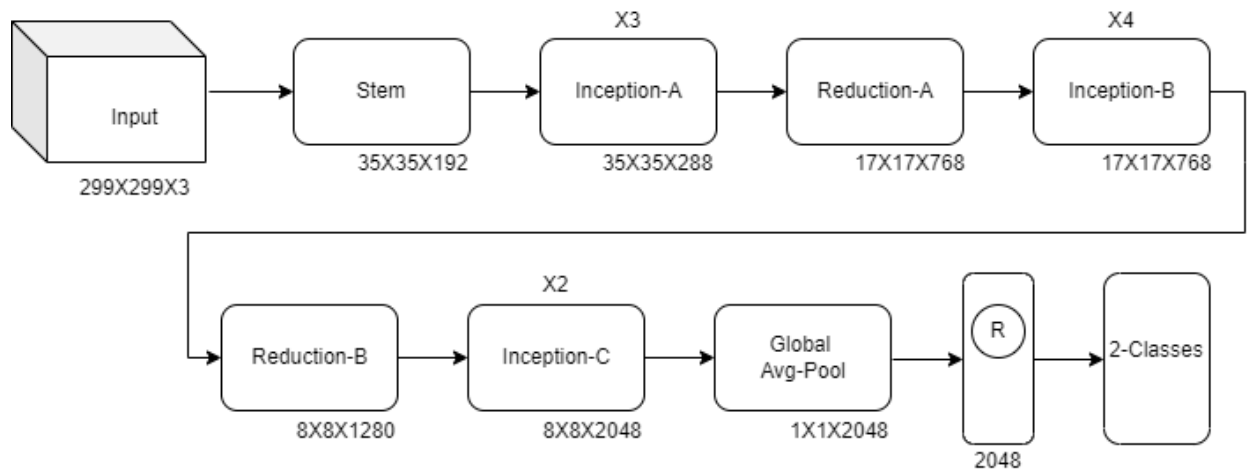 X3
X4
Input
Stem
Inception-A
Reduction-A
Inception-B
299X299X3
35X35X192
35X35X288
17X17X768
17X17X768
X2
Reduction-B
Inception-C
Global
Avg-Pool
R
2-Classes
8X8X1280
8X8X2048
1X1X2048
2048